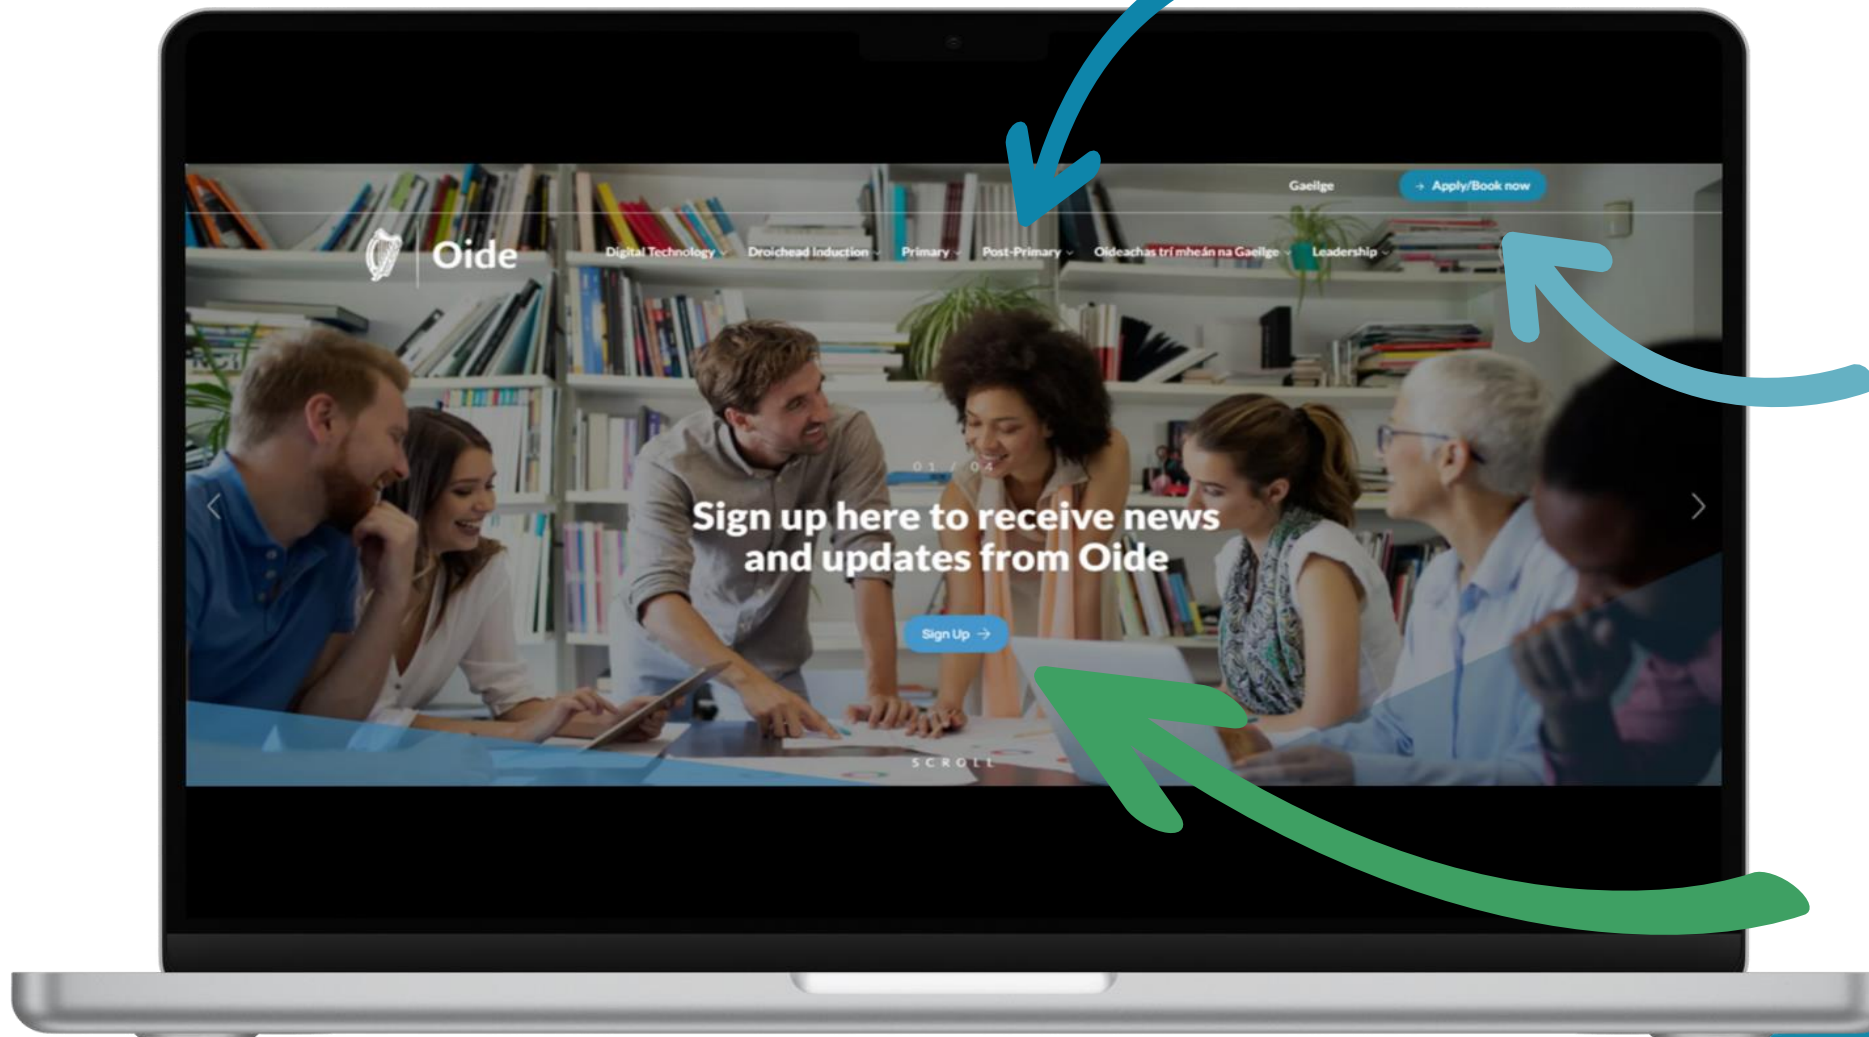 Gaeilge
→ Apply/Book now
Oide
Digital Technology
Droichead Induction
Primary
Post-Primary
Oideachas trí mheán na Gaeilge
Leadership
01 / 04
Sign up here to receive news
and updates from Oide
Sign Up →
SCROLL